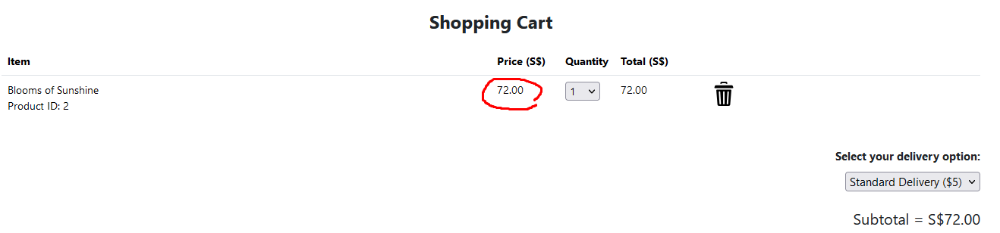 Shopping Cart
Item Price (S$) Quantity Total (S$)
Blooms of Sunshine 72.00 1 72.00
Product ID: 2
Select your delivery option:
Standard Delivery ($5)
Subtotal = S$72.00